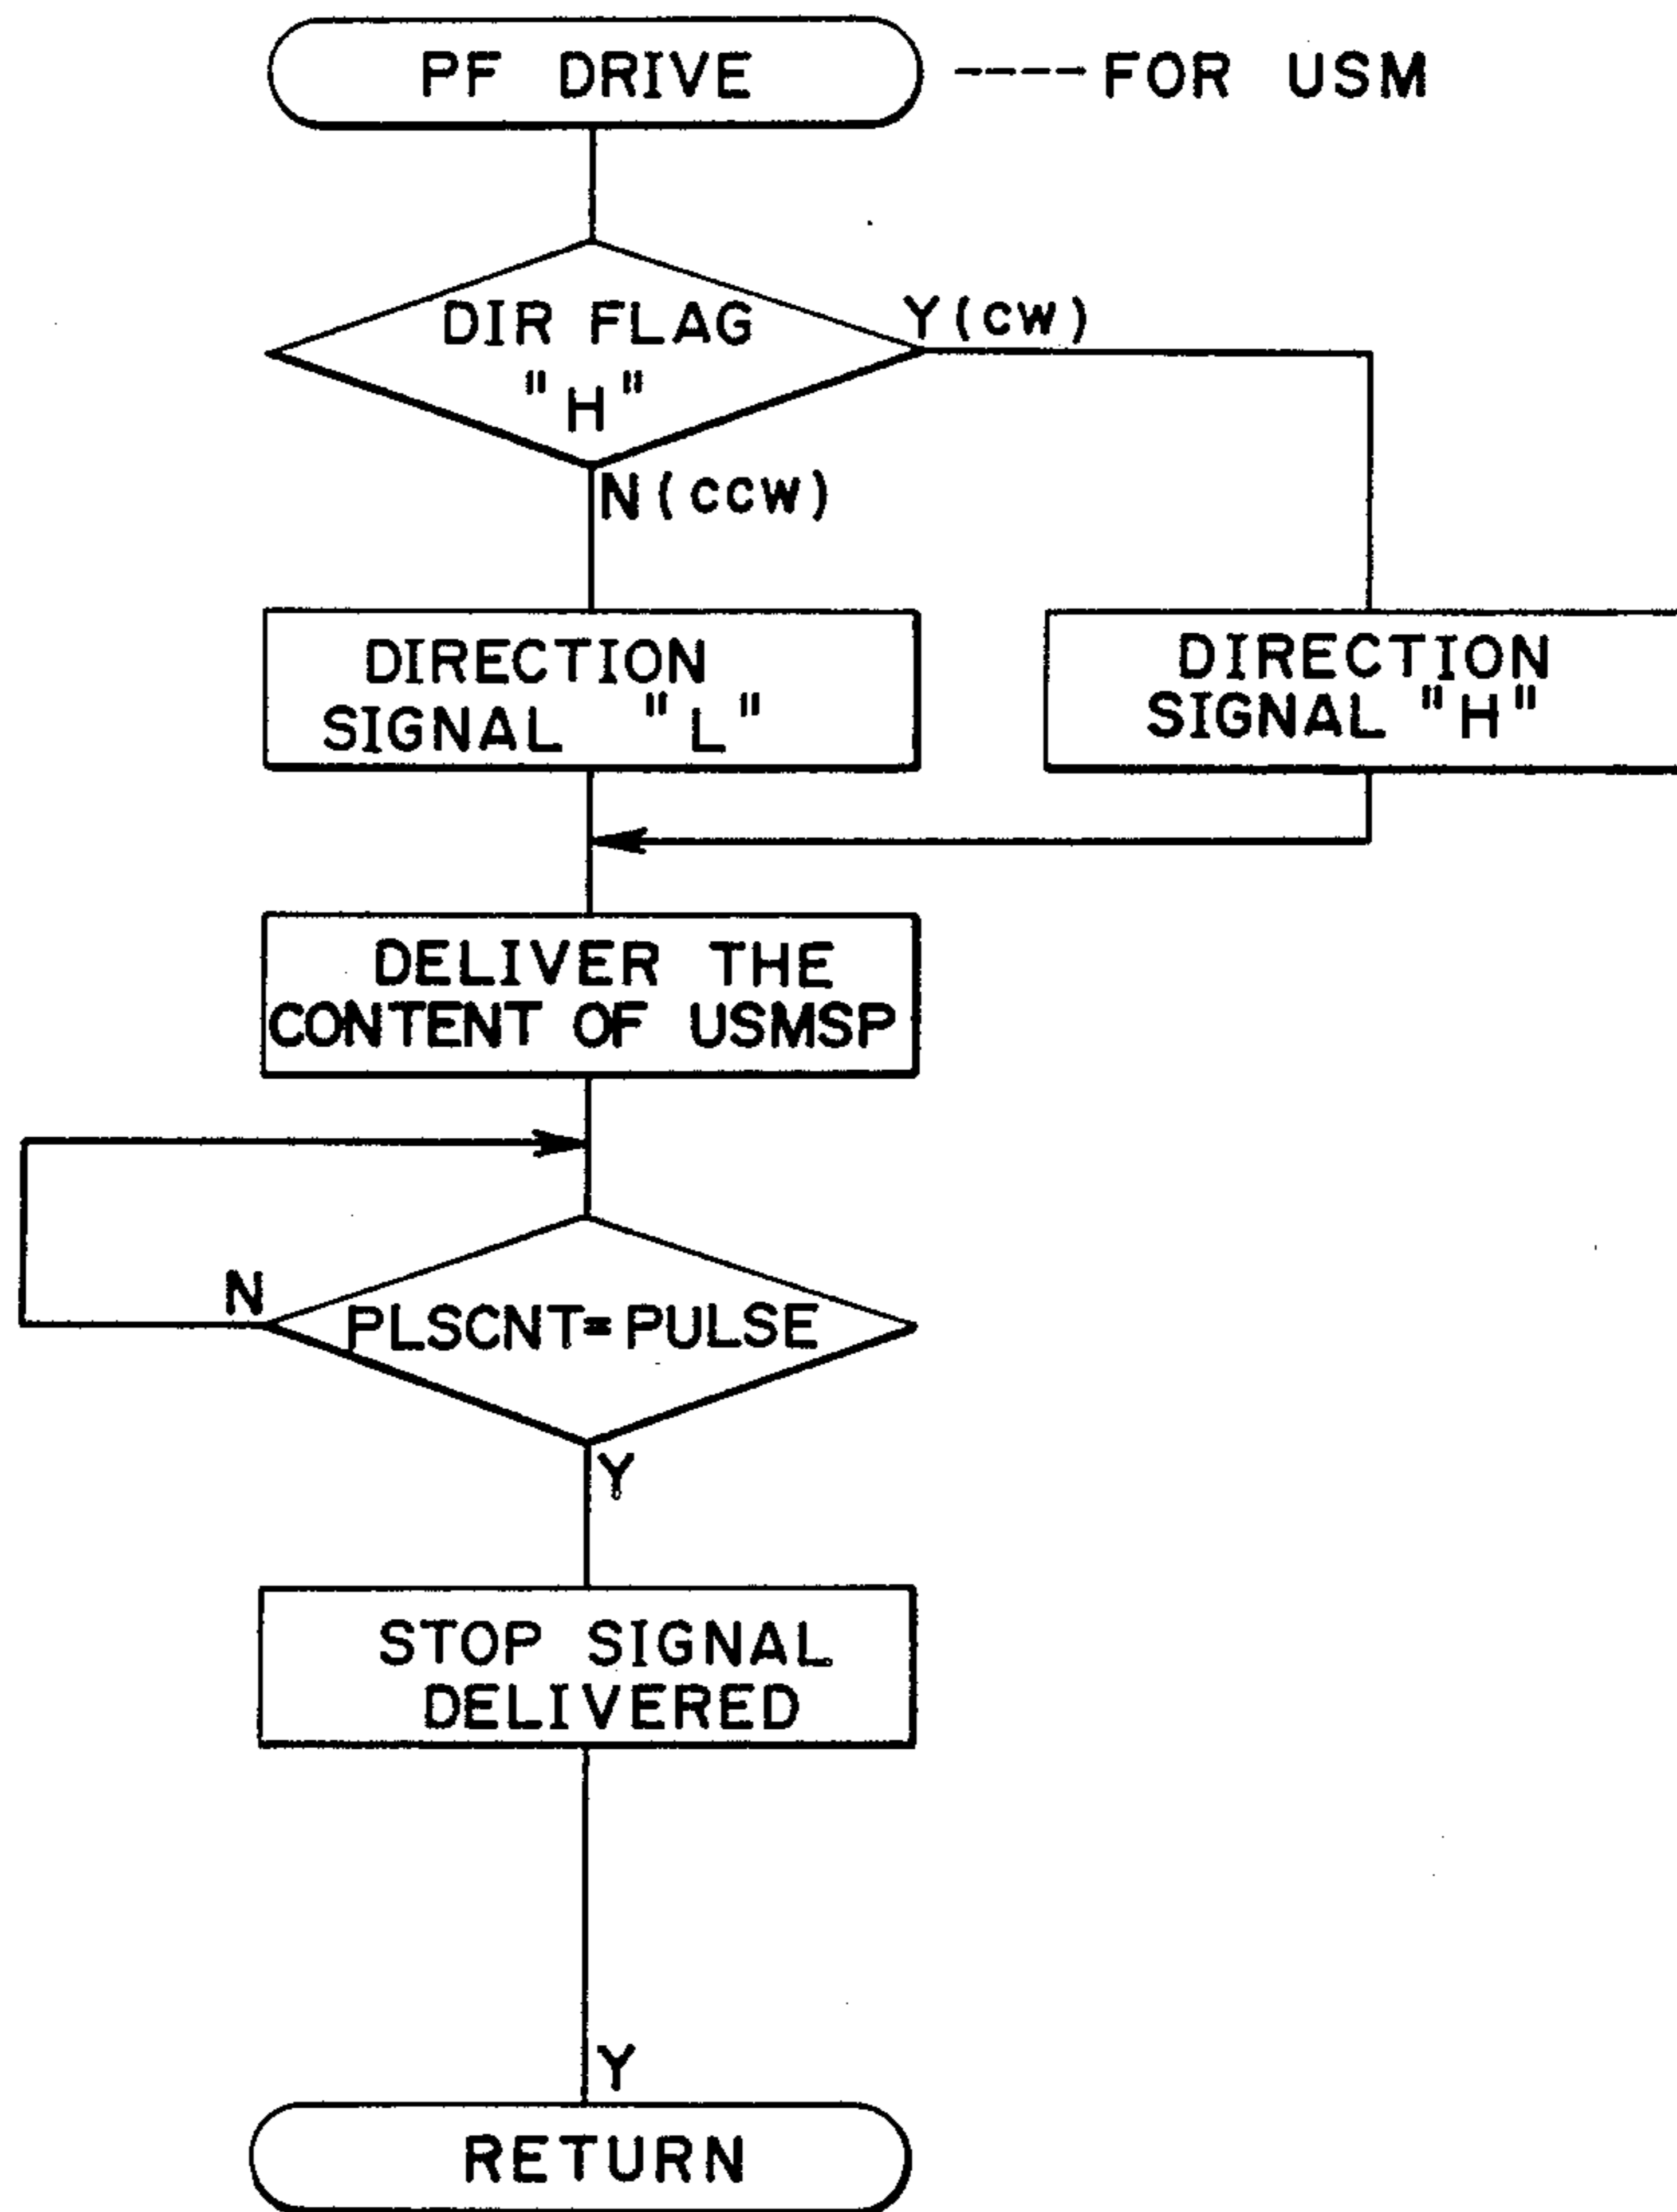 PF DRIVE ---- FOR USM
DIR FLAG
"H"
Y(CW)
N(CCW)
DIRECTION
SIGNAL "L"
DIRECTION
SIGNAL "H"
DELIVER THE
CONTENT OF USMSP
N
PLSCNT=PULSE
Y
STOP SIGNAL
DELIVERED
Y
RETURN